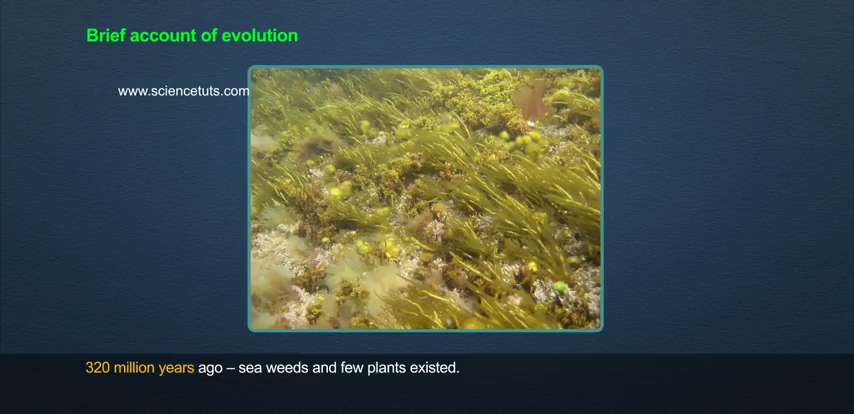 Brief account of evolution
www.sciencetuts.com
320 million years ago – sea weeds and few plants existed.